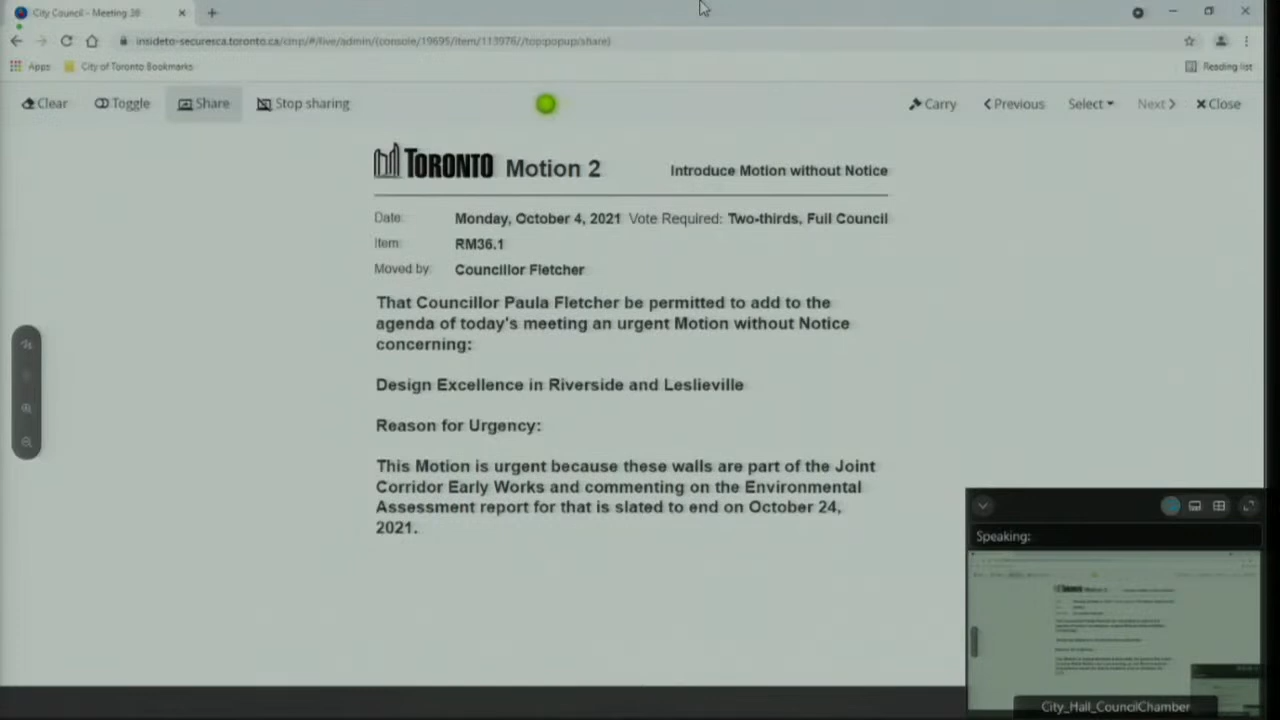 City Council - Meeting 36
insideto-securesca.toronto.ca/cmp/#/live/admin/(console/19695/item/113976//top:popup/share)
Apps City of Toronto Bookmarks Reading list
Clear Toggle Share Stop sharing Carry Previous Select Next Close
TORONTO Motion 2 Introduce Motion without Notice
Date: Monday, October 4, 2021 Vote Required: Two-thirds, Full Council
Item: RM36.1
Moved by: Councillor Fletcher
That Councillor Paula Fletcher be permitted to add to the
agenda of today's meeting an urgent Motion without Notice
concerning:
Design Excellence in Riverside and Leslieville
Reason for Urgency:
This Motion is urgent because these walls are part of the Joint
Corridor Early Works and commenting on the Environmental
Assessment report for that is slated to end on October 24,
2021.
Speaking:
TORONTO Motion 2
City_Hall_CouncilChamber